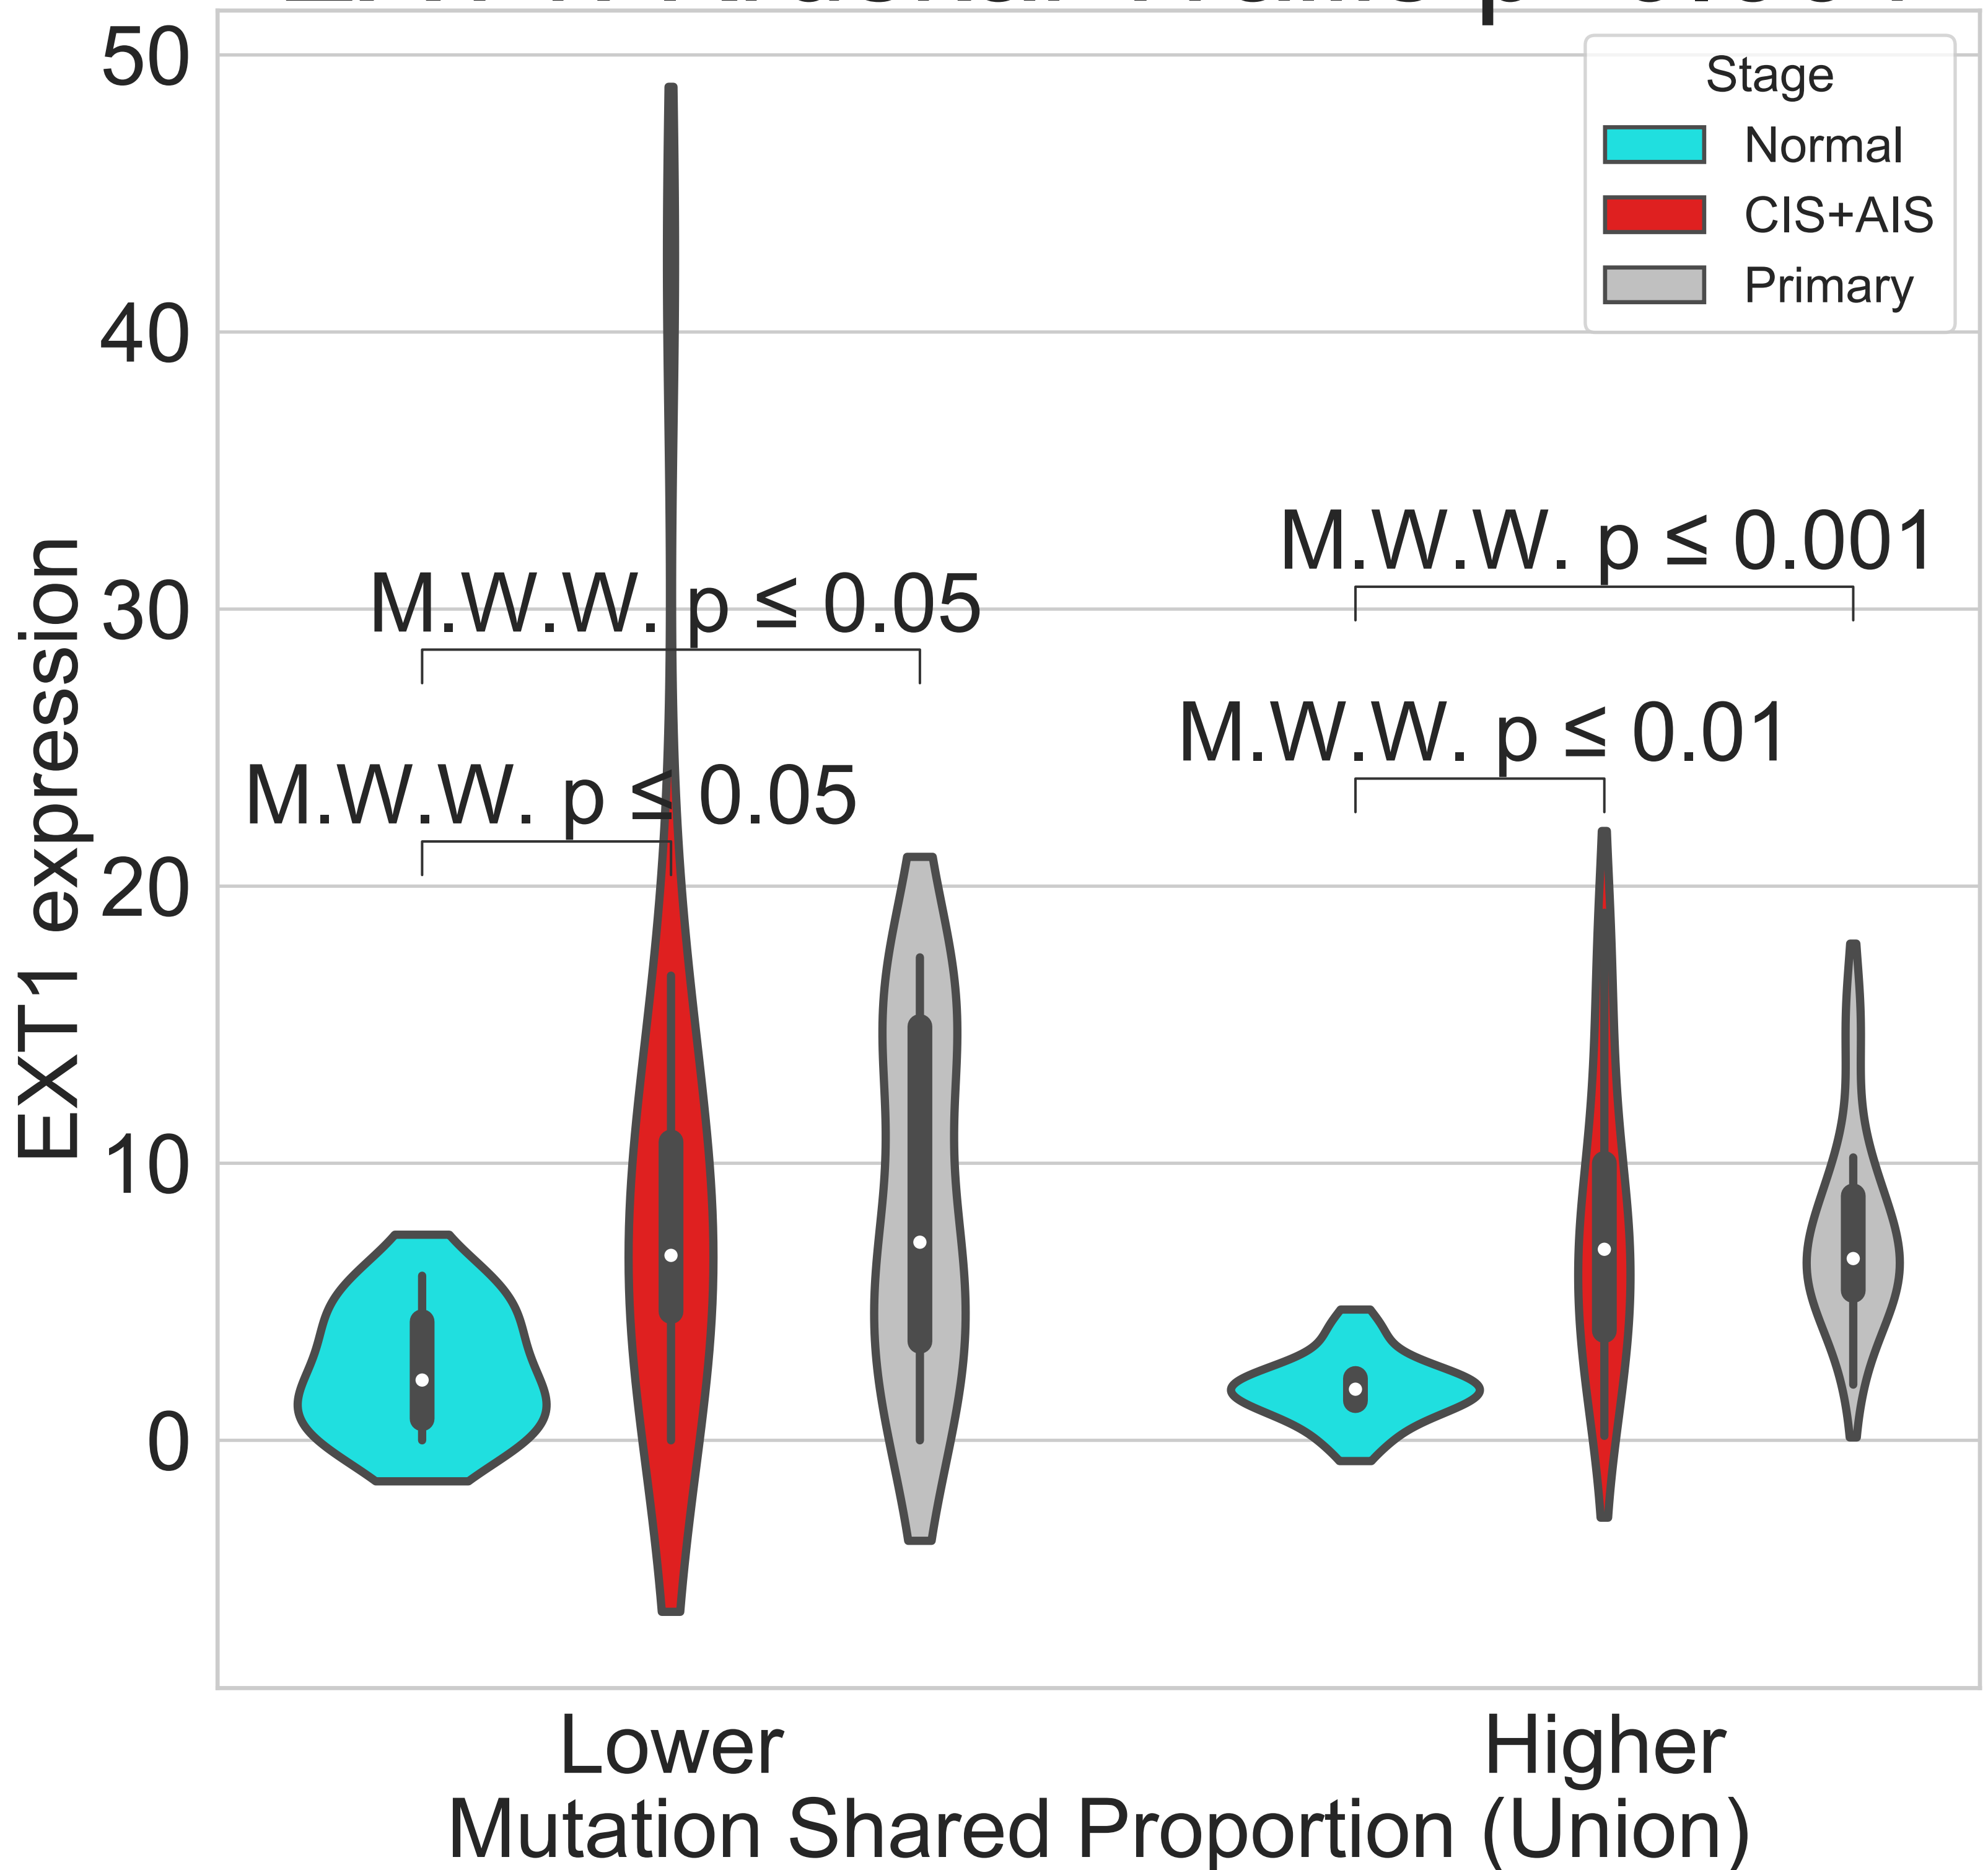 Stage
Normal
CIS+AIS
Primary
50
40
30
20
10
0
EXT1 expression
M.W.W. p ≤ 0.001
M.W.W. p ≤ 0.05
M.W.W. p ≤ 0.01
M.W.W. p ≤ 0.05
Lower
Higher
Mutation Shared Proportion (Union)